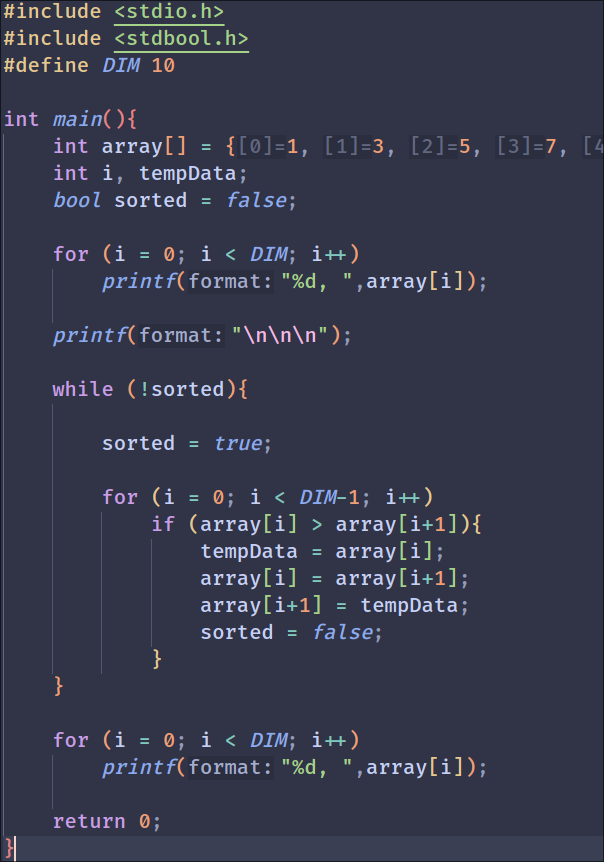 #include <stdio.h>
#include <stdbool.h>
#define DIM 10
int main(){
int array[] = {[0]=1, [1]=3, [2]=5, [3]=7, [4
int i, tempData;
bool sorted = false;
for (i = 0; i < DIM; i++)
printf(format: "%d, ",array[i]);
printf(format: "\n\n\n");
while (!sorted){
sorted = true;
for (i = 0; i < DIM-1; i++)
if (array[i] > array[i+1]){
tempData = array[i];
array[i] = array[i+1];
array[i+1] = tempData;
sorted = false;
}
}
for (i = 0; i < DIM; i++)
printf(format: "%d, ",array[i]);
return 0;
}